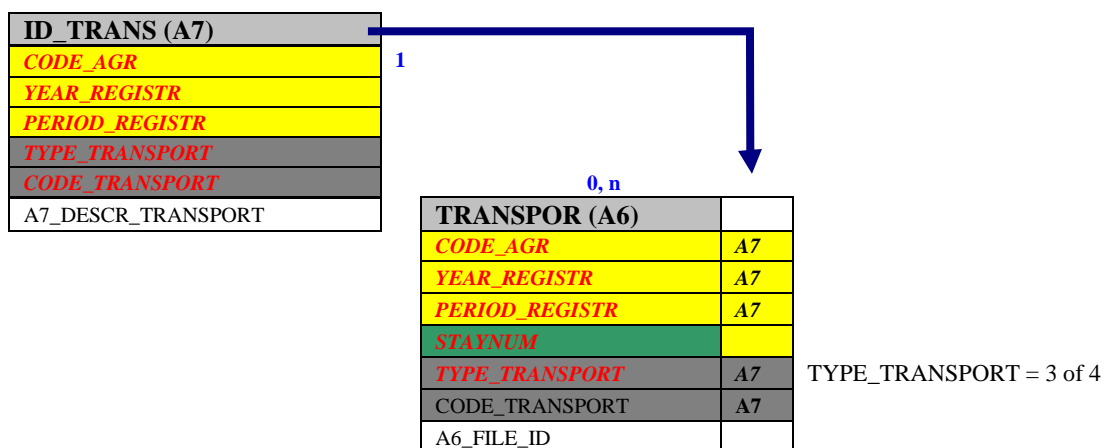 ID_TRANS (A7)
CODE_AGR
1
YEAR_REGISTR
PERIOD_REGISTR
TYPE_TRANSPORT
CODE_TRANSPORT
A7_DESCR_TRANSPORT
0, n
TRANSPOR (A6)
CODE_AGR A7
YEAR_REGISTR A7
PERIOD_REGISTR A7
STAYNUM
TYPE_TRANSPORT A7 TYPE_TRANSPORT = 3 of 4
CODE_TRANSPORT A7
A6_FILE_ID